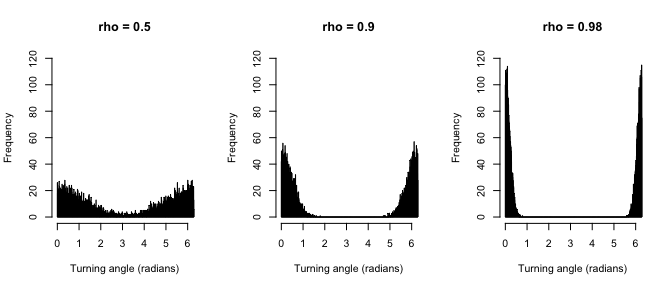 rho = 0.5
Frequency
0 20 40 60 80 100 120
0 1 2 3 4 5 6
Turning angle (radians)
rho = 0.9
Frequency
0 20 40 60 80 100 120
0 1 2 3 4 5 6
Turning angle (radians)
rho = 0.98
Frequency
0 20 40 60 80 100 120
0 1 2 3 4 5 6
Turning angle (radians)